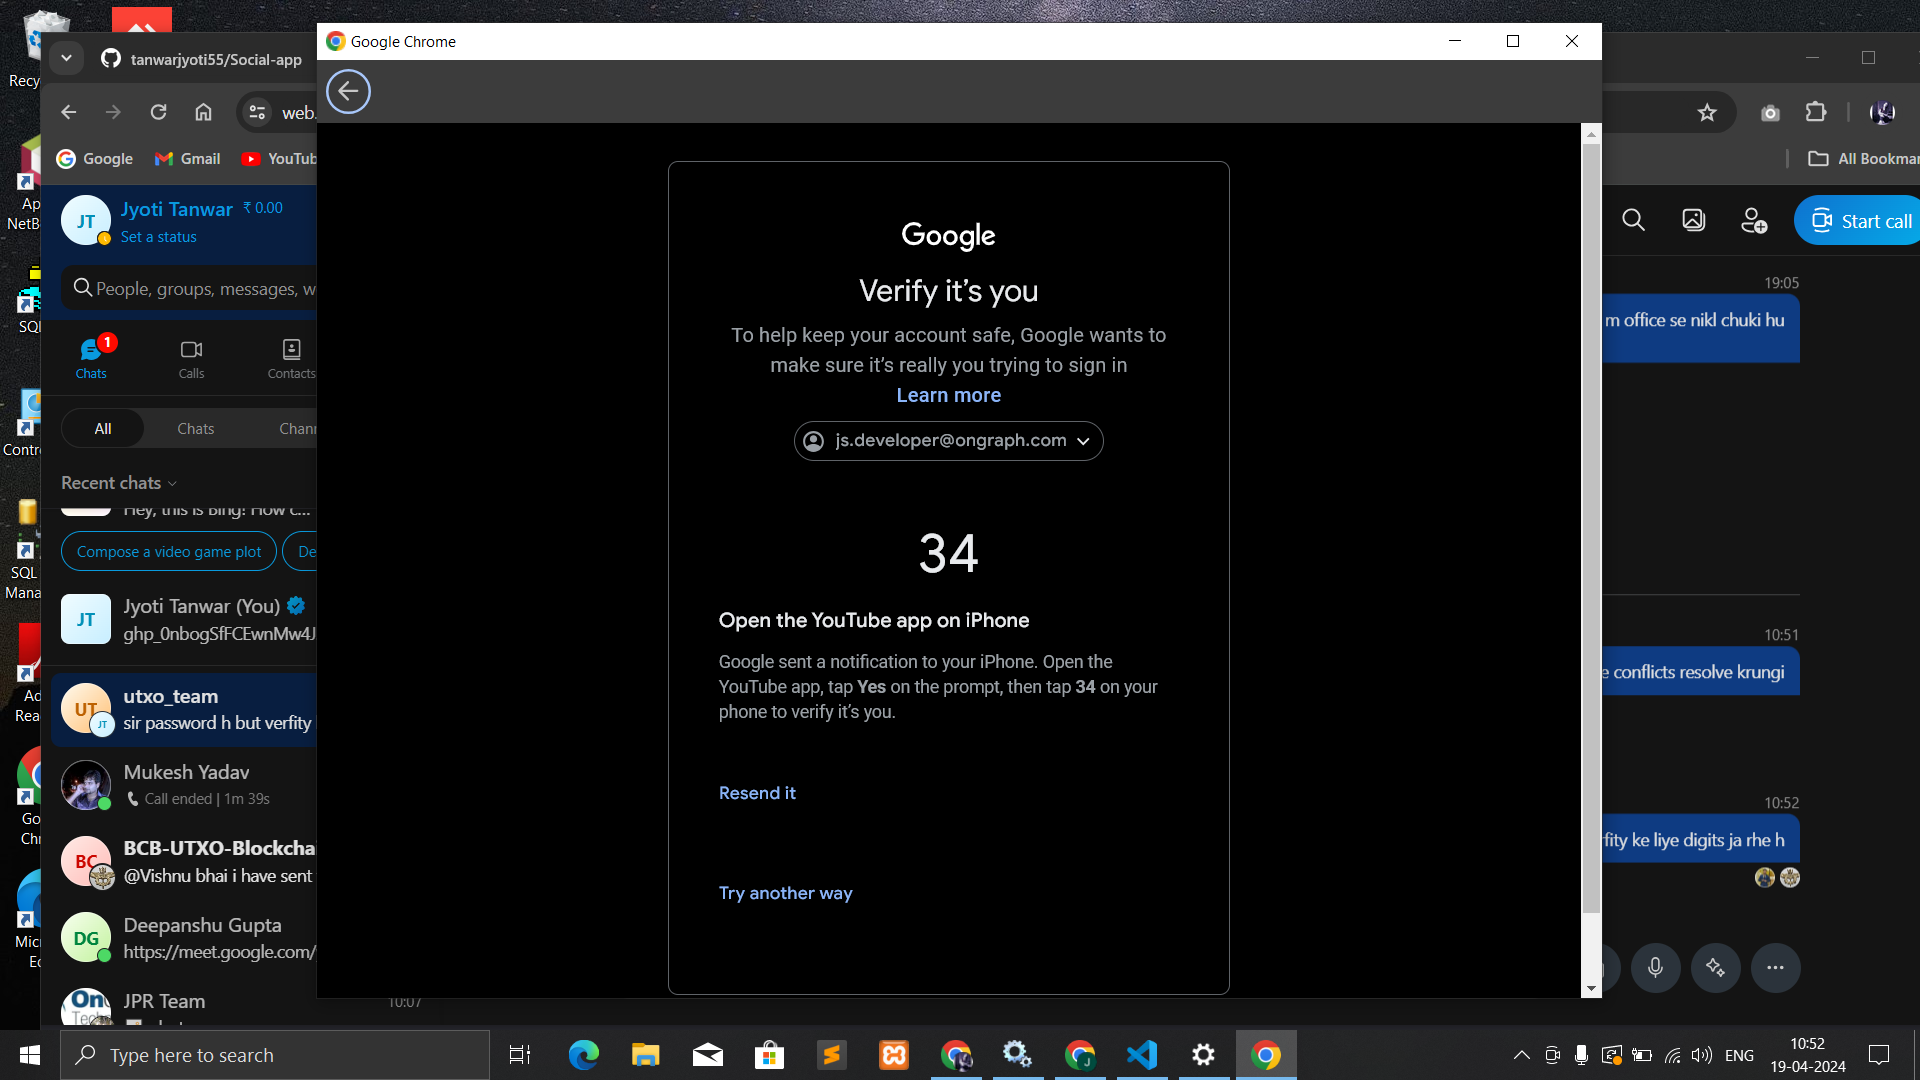 Google Chrome
tanwarjyoti55/Social-app
web.
Google
Gmail
YouTub
All Bookmar
Jyoti Tanwar
₹ 0.00
Set a status
People, groups, messages, w
1
Chats
Calls
Contacts
All
Chats
Chann
Recent chats
Hey, this is Bing! How c...
Compose a video game plot
De
JT
Jyoti Tanwar (You)
UT
JT
utxo_team
sir password h but verfity
Mukesh Yadav
Call ended | 1m 39s
BC
BCB-UTXO-Blockcha
@Vishnu bhai i have sent
DG
Deepanshu Gupta
https://meet.google.com/
JPR Team
10:07
Google
Verify it's you
To help keep your account safe, Google wants to
make sure it's really you trying to sign in
Learn more
js.developer@ongraph.com
34
Open the YouTube app on iPhone
Google sent a notification to your iPhone. Open the
YouTube app, tap Yes on the prompt, then tap 34 on your
phone to verify it's you.
Resend it
Try another way
Start call
19:05
m office se nikl chuki hu
10:51
e conflicts resolve krungi
10:52
fity ke liye digits ja rhe h
Recy
Ap
NetB
SQ
Contro
SQL
Mana
Ad
Rea
Go
Chr
Mic
Ec
Type here to search
ENG
10:52
19-04-2024